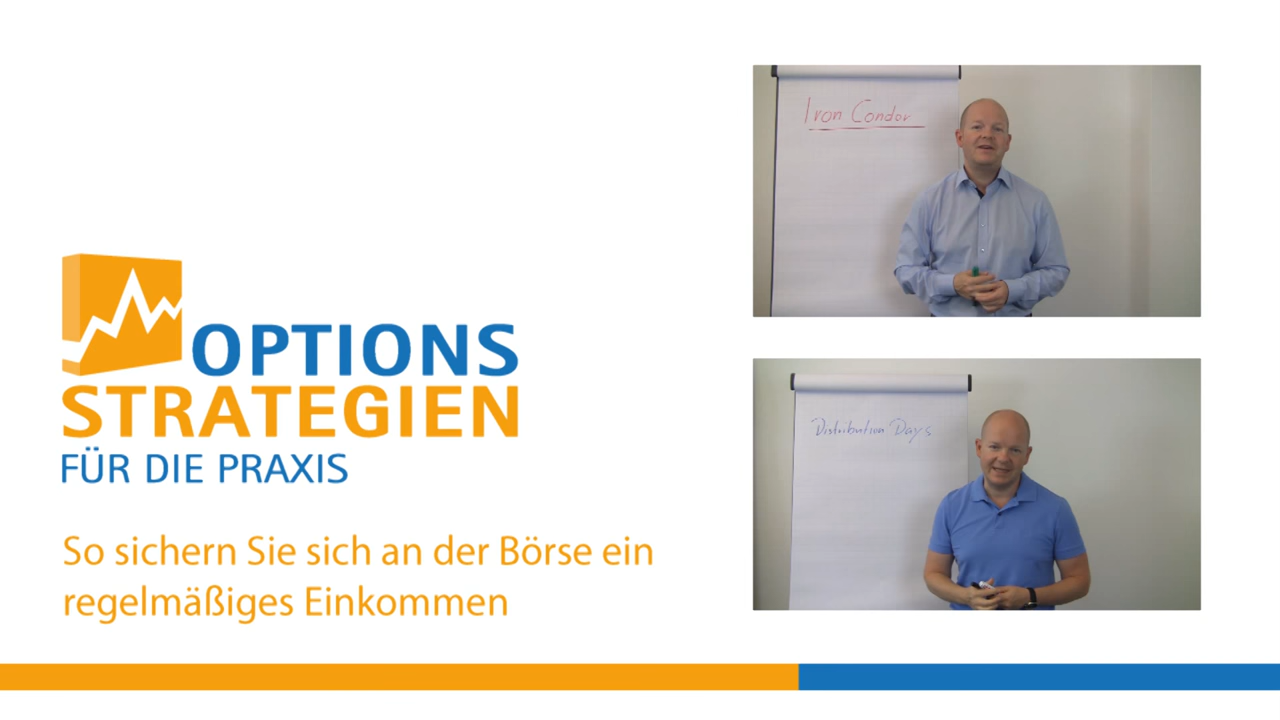 OPTIONS
STRATEGIEN
FÜR DIE PRAXIS
So sichern Sie sich an der Börse ein
regelmäßiges Einkommen
Iron Condor
Distribution Days